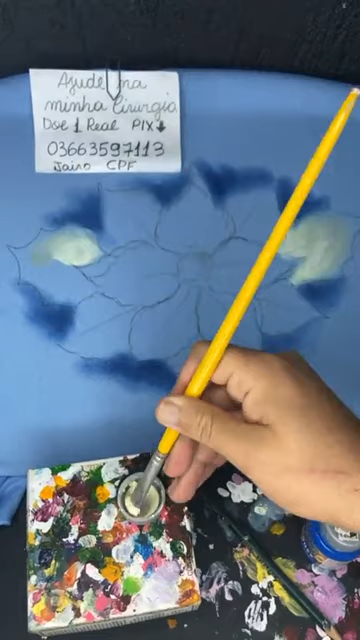 Ajude na
minha Cirurgia
Doe 1 Real PIX↓
03663597113
Jairo CPF